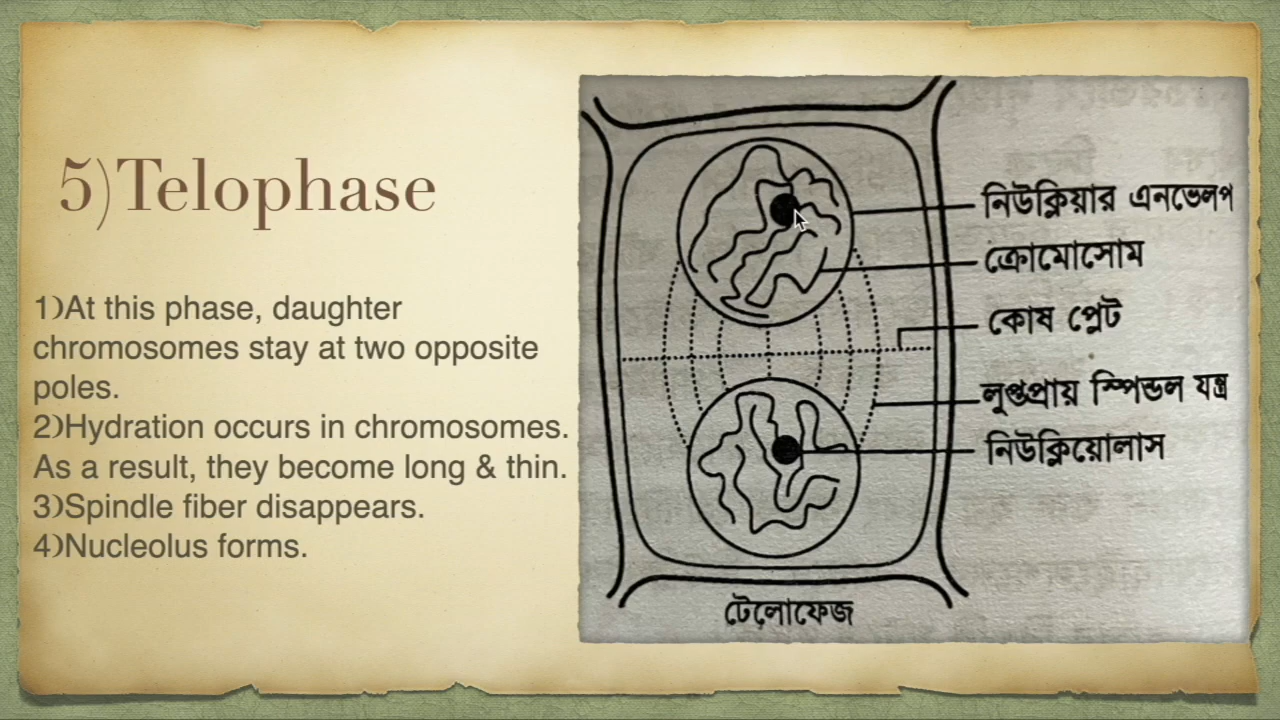 5)Telophase
1)At this phase, daughter
chromosomes stay at two opposite
poles.
2)Hydration occurs in chromosomes.
As a result, they become long & thin.
3)Spindle fiber disappears.
4)Nucleolus forms.
নিউক্লিয়ার এনভেলপ
ক্রোমোসোম
কোষ প্লেট
লুপ্তপ্রায় স্পিন্ডল যন্ত্র
নিউক্লিয়োলাস
টেলোফেজ